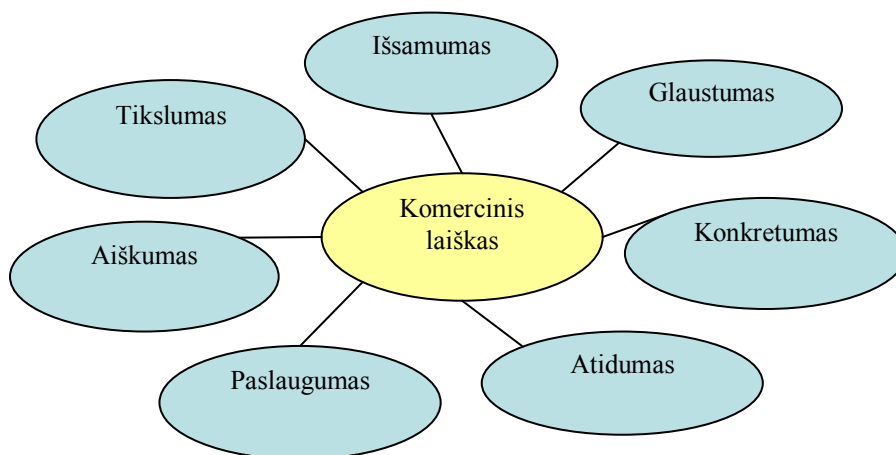 Išsamumas
Glaustumas
Tikslumas
Komercinis
laiškas
Konkretumas
Aiškumas
Atidumas
Paslaugumas